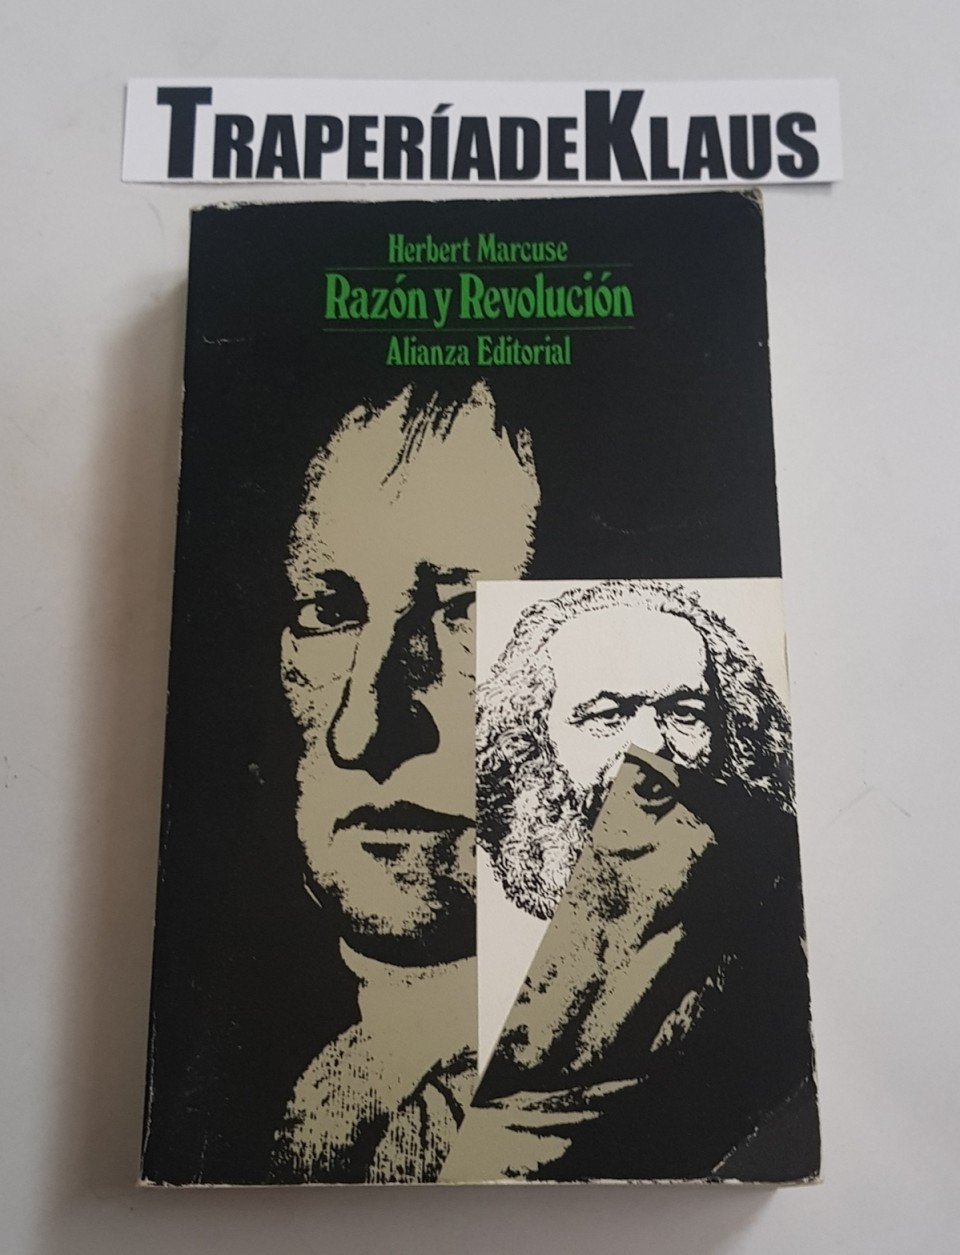 TRAPERÍADEKLAUS
Herbert Marcuse
Razón y Revolución
Alianza Editorial